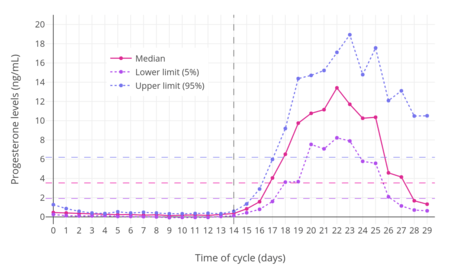 Progesterone levels (ng/mL)
20
18
16
14
12
10
8
6
4
2
0
Median
Lower limit (5%)
Upper limit (95%)
0 1 2 3 4 5 6 7 8 9 10 11 12 13 14 15 16 17 18 19 20 21 22 23 24 25 26 27 28 29
Time of cycle (days)